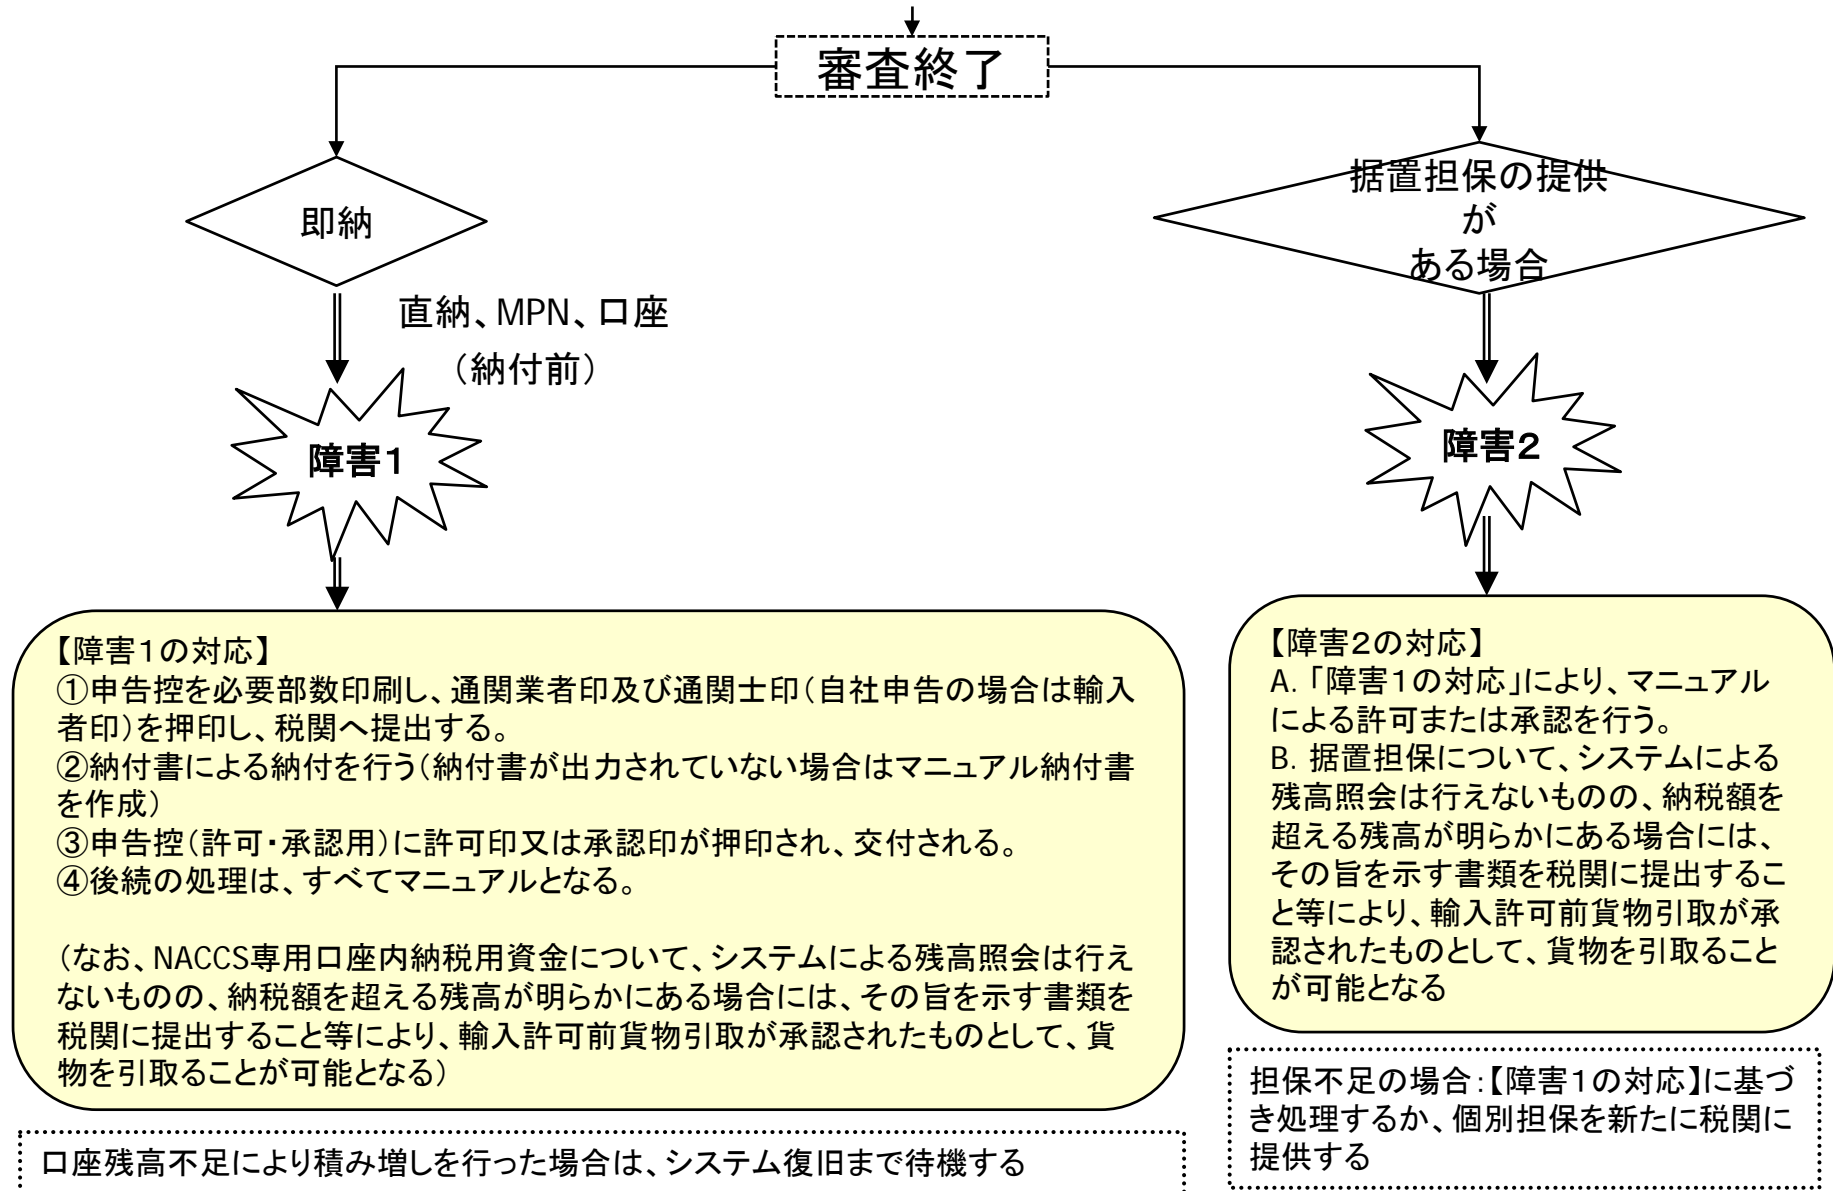 審査終了
即納
直納、MPN、口座
（納付前）
障害１
【障害１の対応】
①申告控を必要部数印刷し、通関業者印及び通関士印（自社申告の場合は輸入
者印）を押印し、税関へ提出する。
②納付書による納付を行う（納付書が出力されていない場合はマニュアル納付書
を作成）
③申告控（許可・承認用）に許可印又は承認印が押印され、交付される。
④後続の処理は、すべてマニュアルとなる。
（なお、NACCS専用口座内納税用資金について、システムによる残高照会は行え
ないものの、納税額を超える残高が明らかにある場合には、その旨を示す書類を
税関に提出すること等により、輸入許可前貨物引取が承認されたものとして、貨
物を引取ることが可能となる）
口座残高不足により積み増しを行った場合は、システム復旧まで待機する
据置担保の提供
が
ある場合
障害２
【障害２の対応】
A. 「障害１の対応」により、マニュアル
による許可または承認を行う。
B. 据置担保について、システムによる
残高照会は行えないものの、納税額を
超える残高が明らかにある場合には、
その旨を示す書類を税関に提出するこ
と等により、輸入許可前貨物引取が承
認されたものとして、貨物を引取ること
が可能となる
担保不足の場合：【障害１の対応】に基づ
き処理するか、個別担保を新たに税関に
提供する